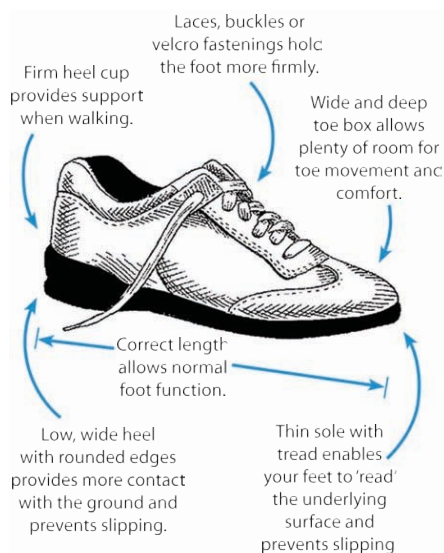 Laces, buckles or
velcro fastenings hold
the foot more firmly.
Firm heel cup
provides support
when walking.
Wide and deep
toe box allows
plenty of room for
toe movement and
comfort.
Correct length
allows normal
foot function.
Low, wide heel
with rounded edges
provides more contact
with the ground and
prevents slipping.
Thin sole with
tread enables
your feet to ‘read’
the underlying
surface and
prevents slipping